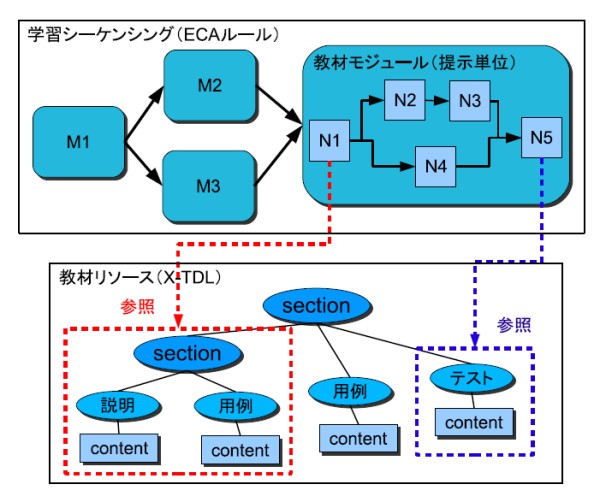 学習シーケンシング(ECAルール)
教材モジュール(提示単位)
M1
M2
M3
N1
N2
N3
N4
N5
教材リソース(X-TDL)
参照
参照
section
section
説明
用例
用例
テスト
content
content
content
content